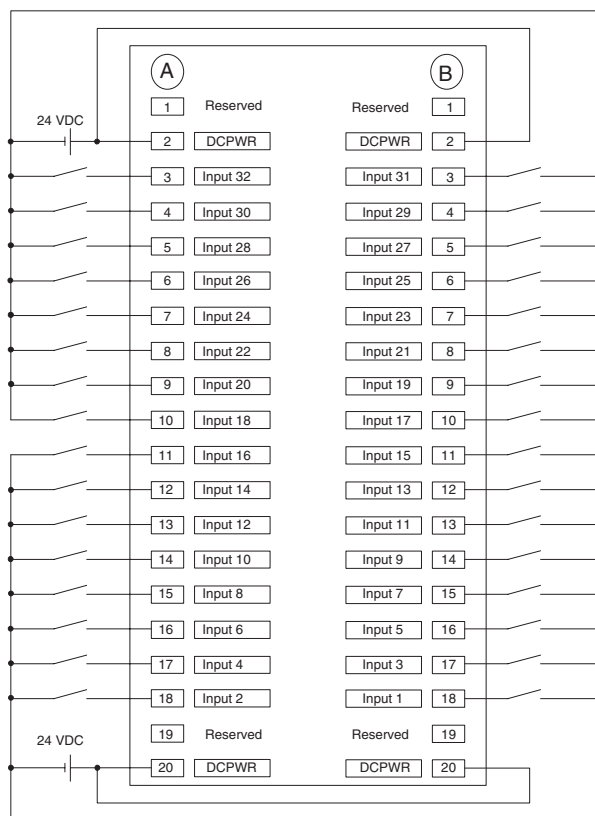 A B
1 Reserved Reserved 1
24 VDC
2 DCPWR DCPWR 2
3 Input 32 Input 31 3
4 Input 30 Input 29 4
5 Input 28 Input 27 5
6 Input 26 Input 25 6
7 Input 24 Input 23 7
8 Input 22 Input 21 8
9 Input 20 Input 19 9
10 Input 18 Input 17 10
11 Input 16 Input 15 11
12 Input 14 Input 13 12
13 Input 12 Input 11 13
14 Input 10 Input 9 14
15 Input 8 Input 7 15
16 Input 6 Input 5 16
17 Input 4 Input 3 17
18 Input 2 Input 1 18
19 Reserved Reserved 19
24 VDC
20 DCPWR DCPWR 20